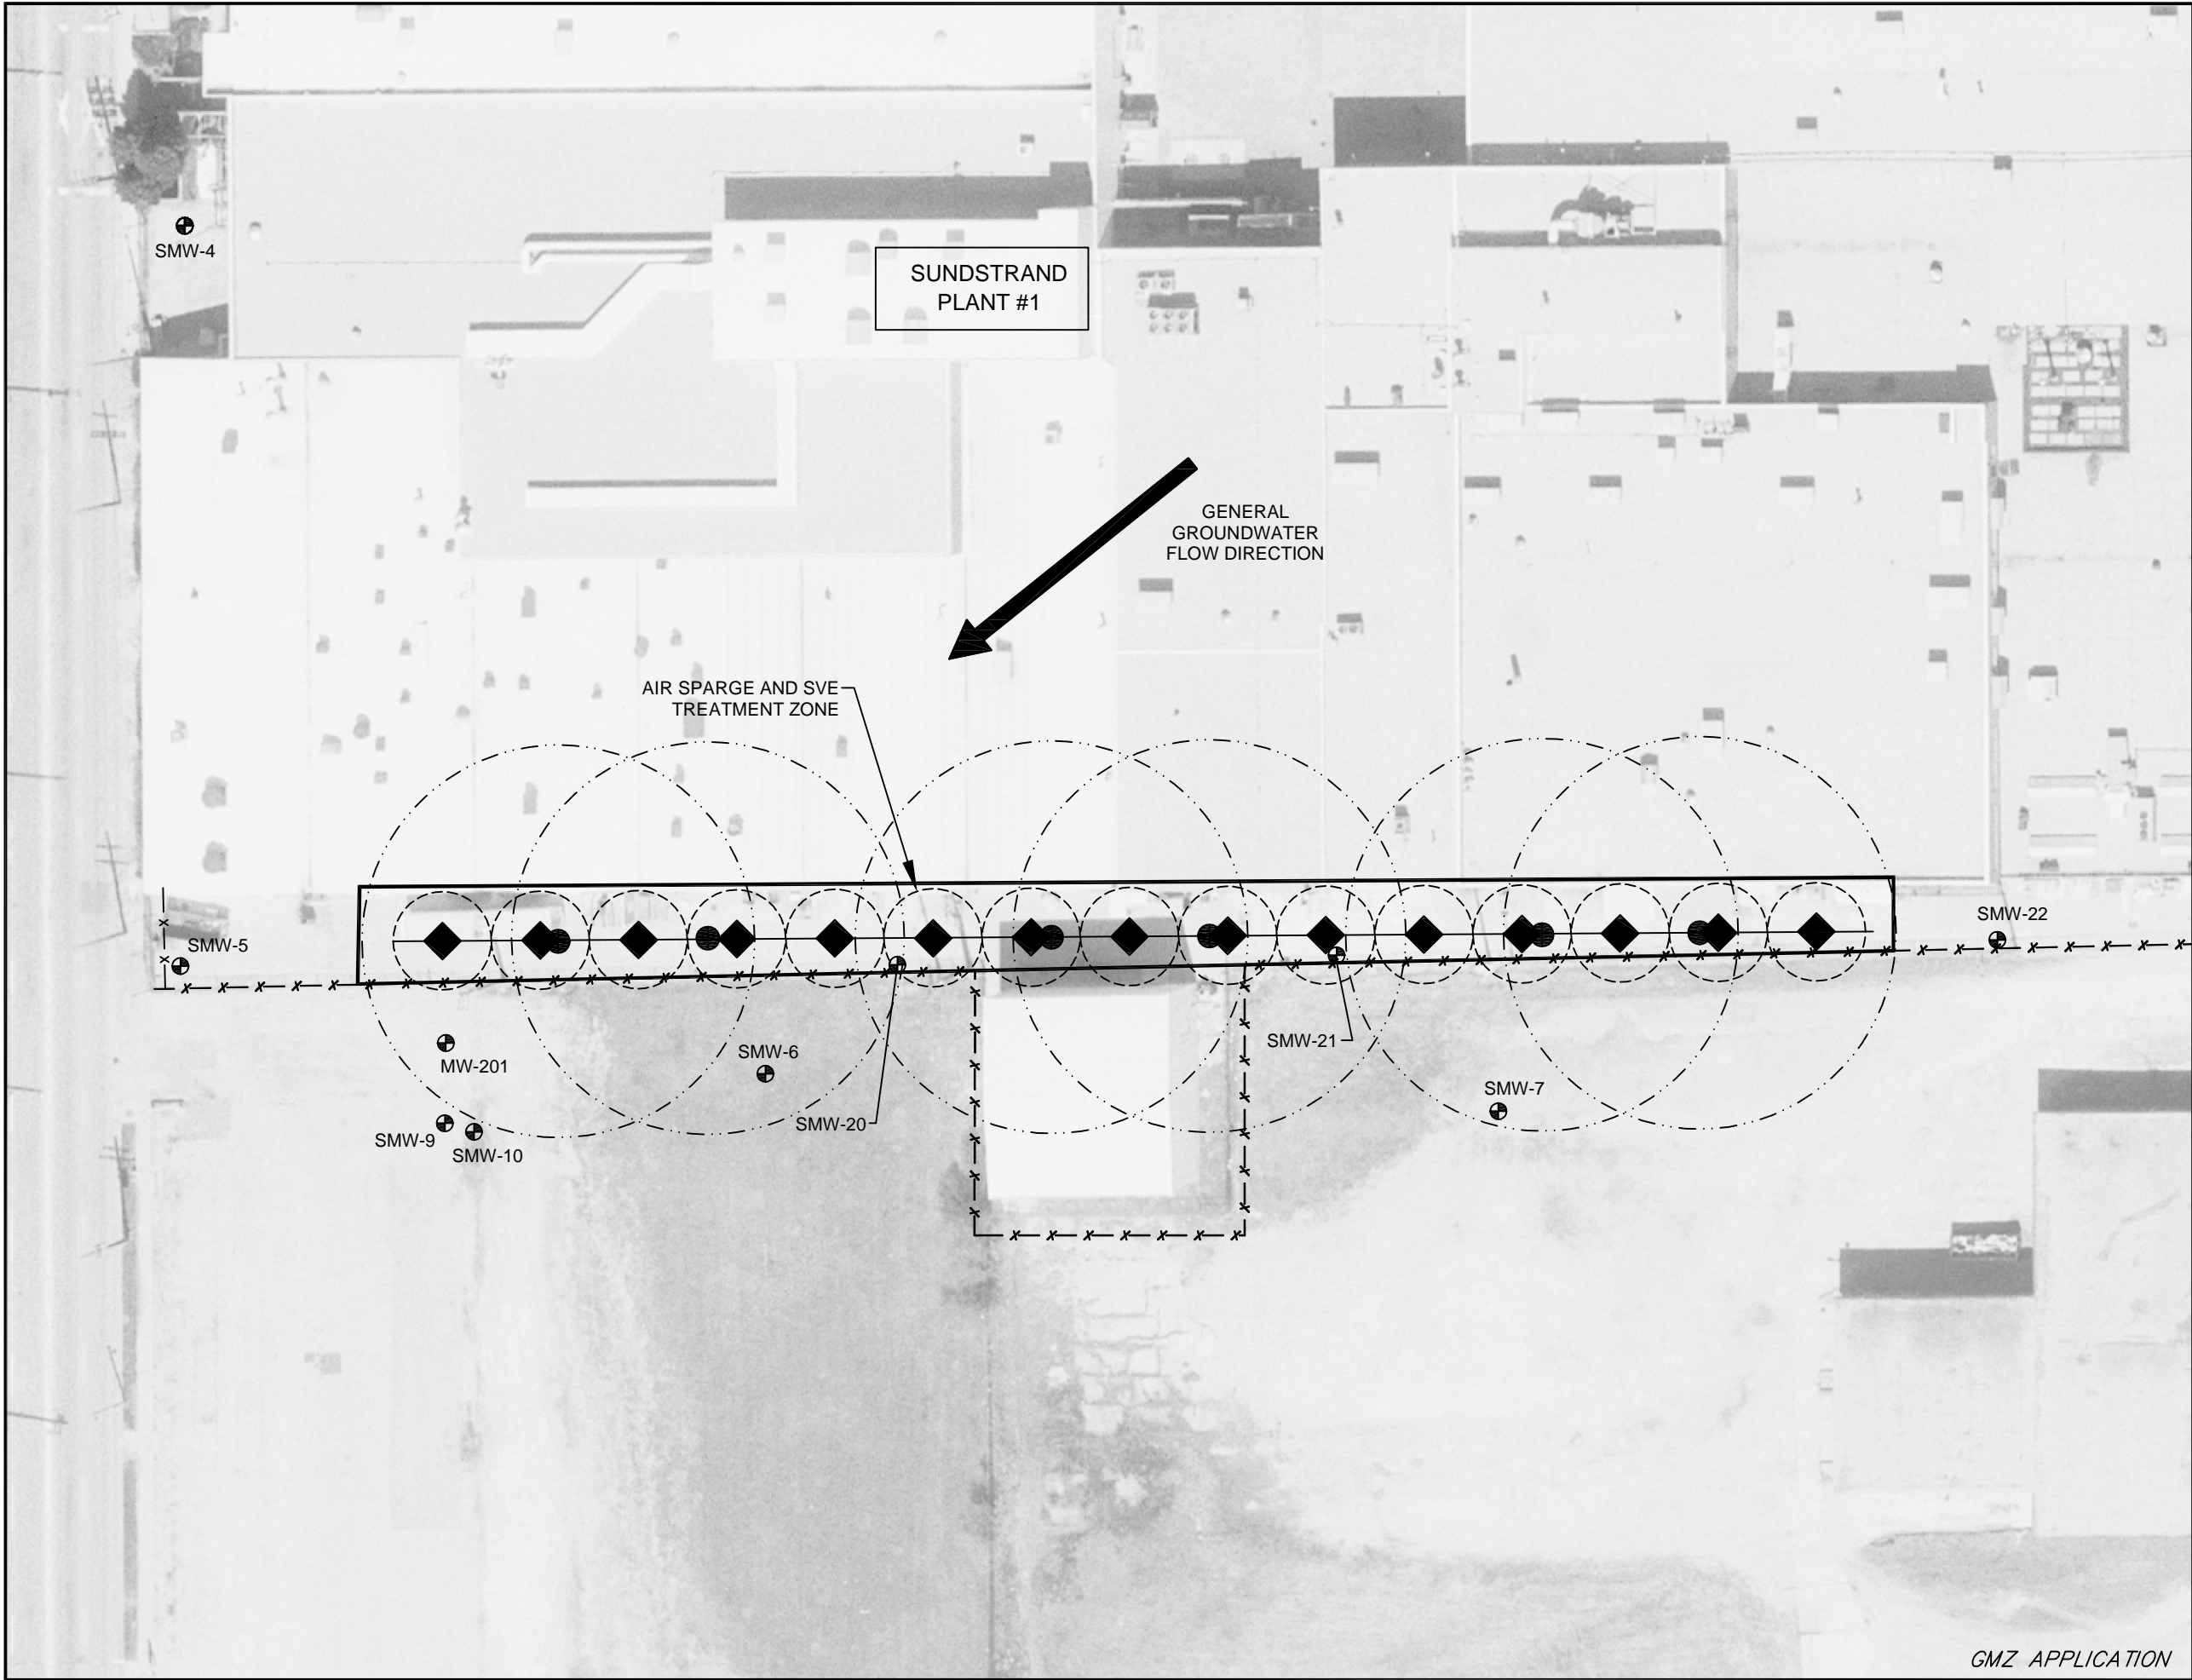 SMW-4
SUNDSTRAND
PLANT #1
GENERAL
GROUNDWATER
FLOW DIRECTION
AIR SPARGE AND SVE
TREATMENT ZONE
SMW-5
SMW-22
MW-201
SMW-6
SMW-21
SMW-7
SMW-20
SMW-9
SMW-10
GMZ APPLICATION